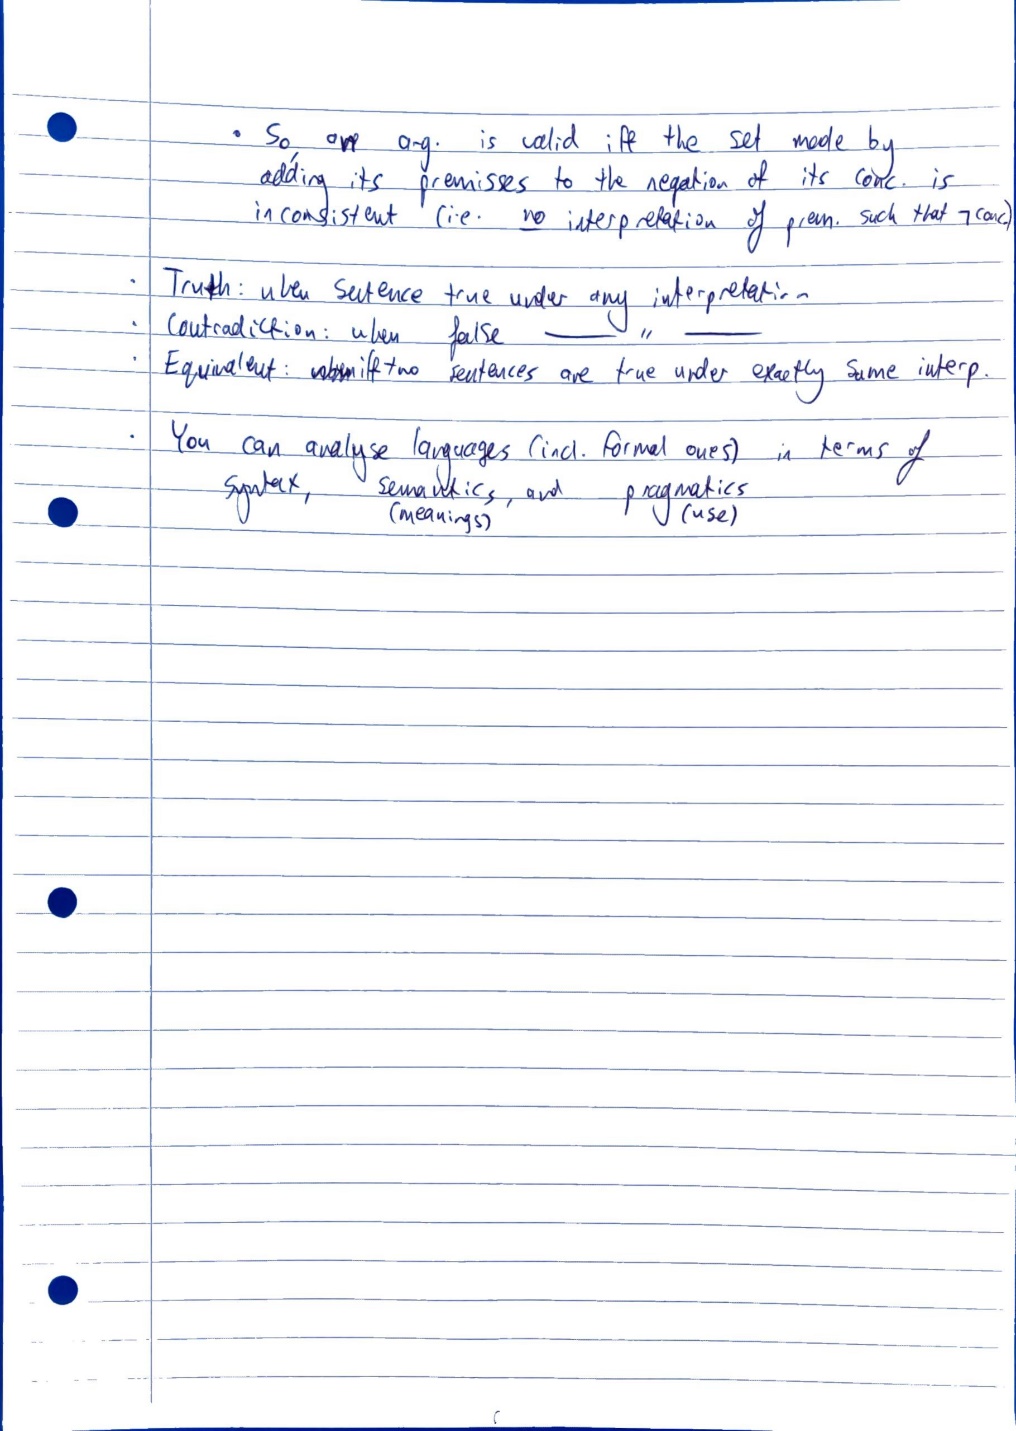 • So, an arg. is valid iff the set made by
adding its premisses to the negation of its conc. is
inconsistent (i.e. no interpretation of prem. such that ¬conc)
· Truth: when sentence true under any interpretation
· Contradiction: when false —— " ——
· Equivalent: iff two sentences are true under exactly same interp.
· You can analyse languages (incl. formal ones) in terms of
syntax, semantics, and pragmatics
(meanings) (use)